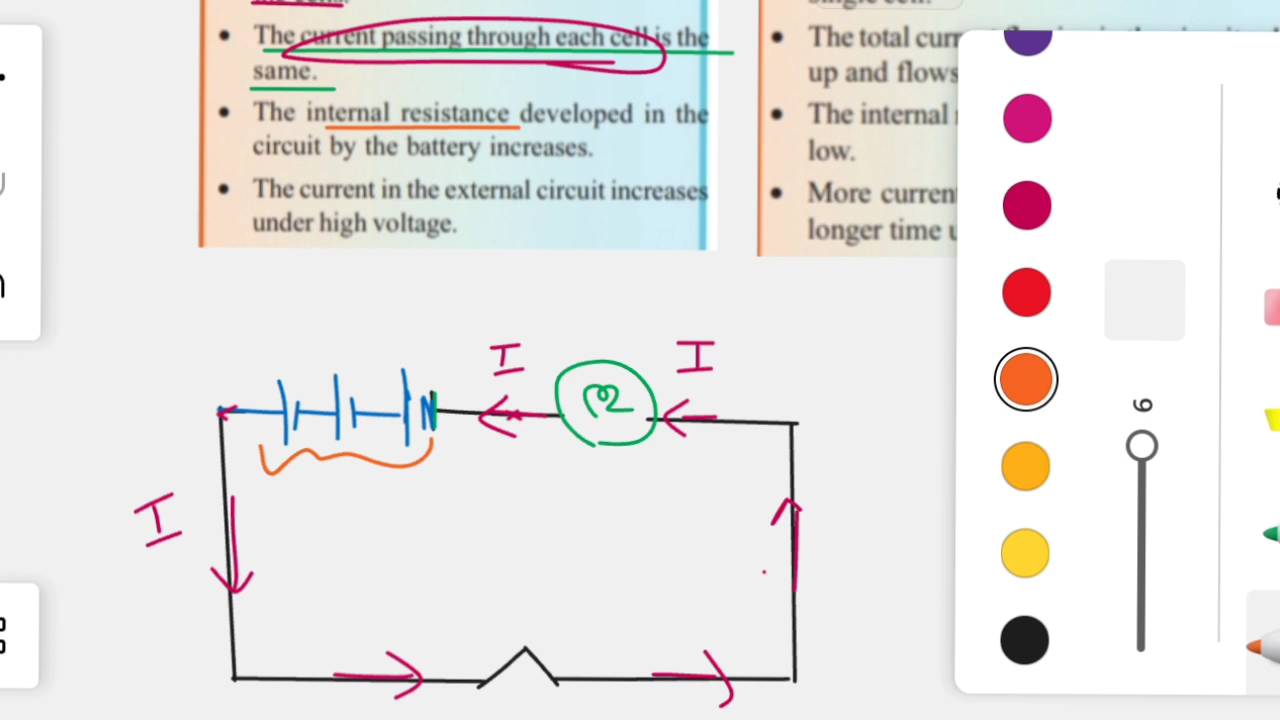 • The current passing through each cell is the
same.
• The internal resistance developed in the
circuit by the battery increases.
• The current in the external circuit increases
under high voltage.
• The total
up and flows
• The internal
low.
• More current
longer time
I
I
I
6